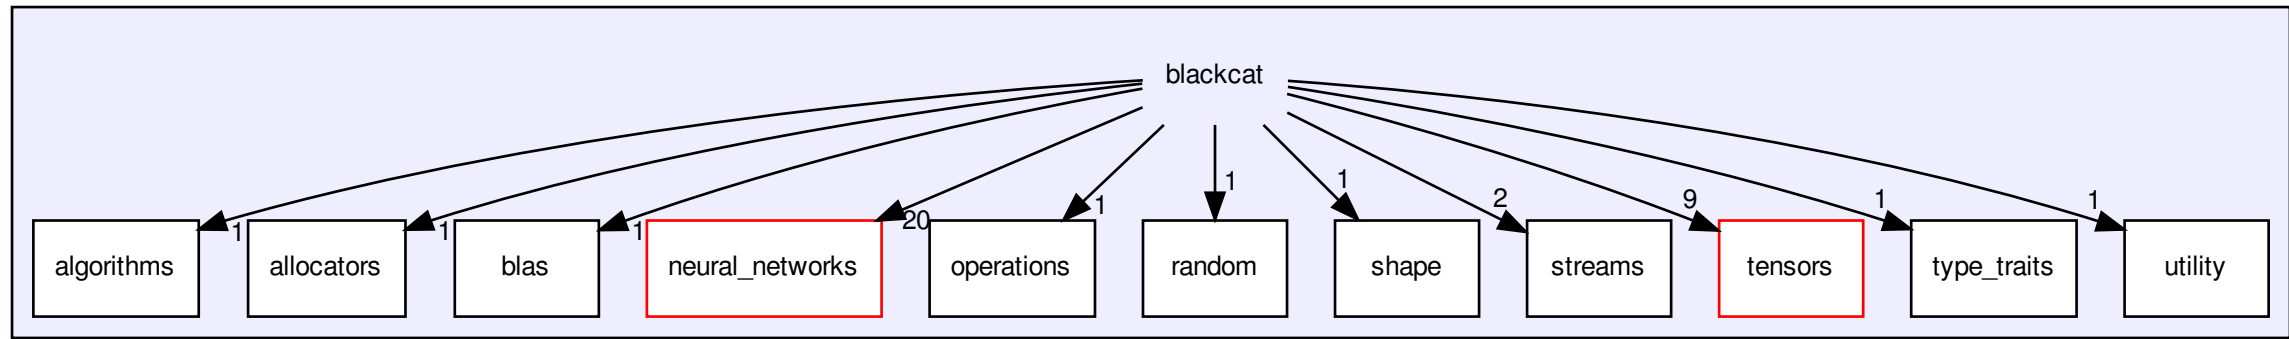 blackcat
1
1
1
20
1
1
1
2
9
1
1
algorithms
allocators
blas
neural_networks
operations
random
shape
streams
tensors
type_traits
utility